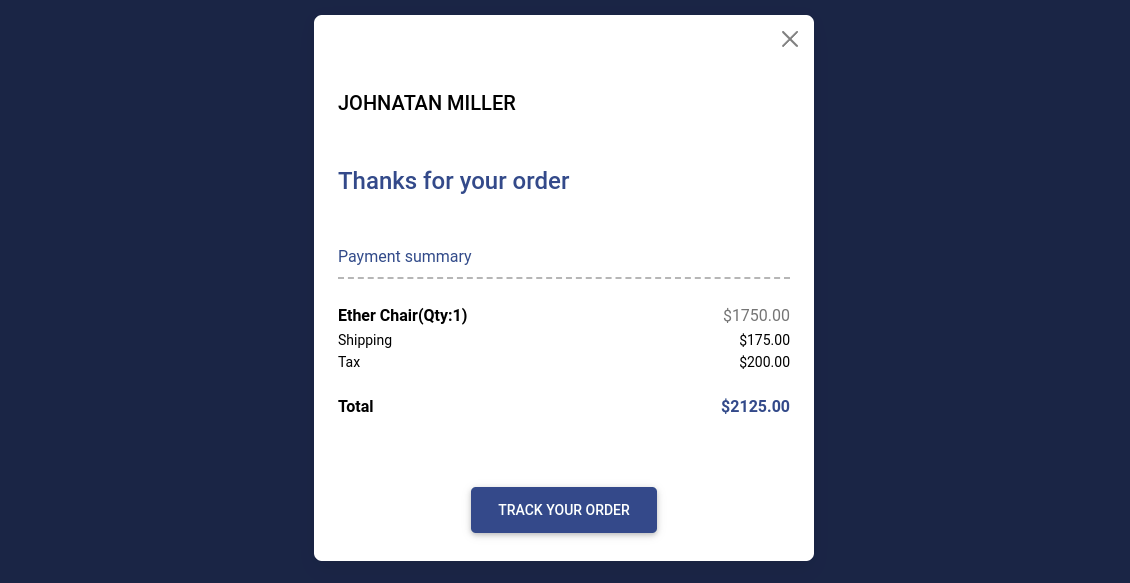 JOHNATAN MILLER
Thanks for your order
Payment summary
Ether Chair(Qty:1) $1750.00
Shipping $175.00
Tax $200.00
Total $2125.00
TRACK YOUR ORDER